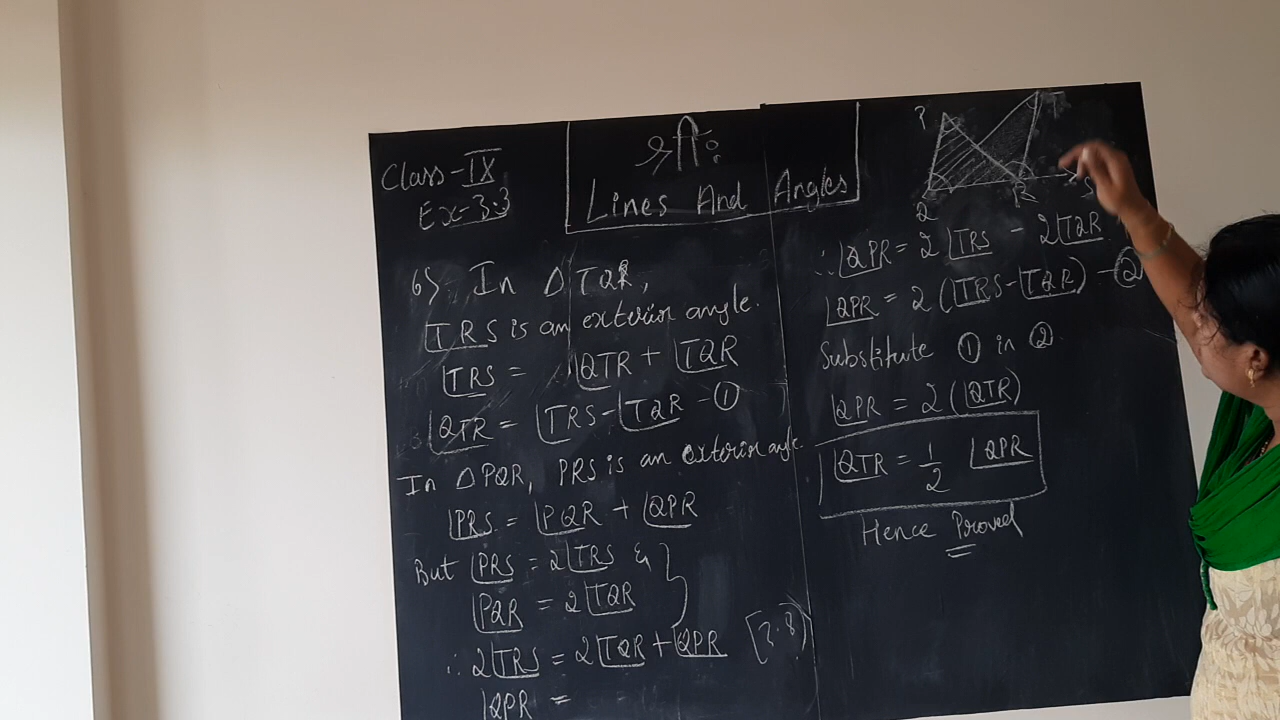 Class-IX
Ex-3.3
Lines And Angles
6) In Δ TQR,
TRS is an exterior angle.
∠TRS = ∠QTR + ∠TQR
∠QTR = ∠TRS - ∠TQR - ①
In ΔPQR, PRS is an exterior angle.
∠PRS = ∠PQR + ∠QPR
But ∠PRS = 2∠TRS &
∠PQR = 2∠TQR
∴ 2∠TRS = 2∠TQR + ∠QPR
∠QPR =
P
Q
R
S
∴ ∠QPR = 2∠TRS - 2∠TQR
∠QPR = 2(∠TRS-∠TQR) - ②
Substitute ① in ②
∠QPR = 2(∠QTR)
∠QTR = 1/2 ∠QPR
Hence Proved